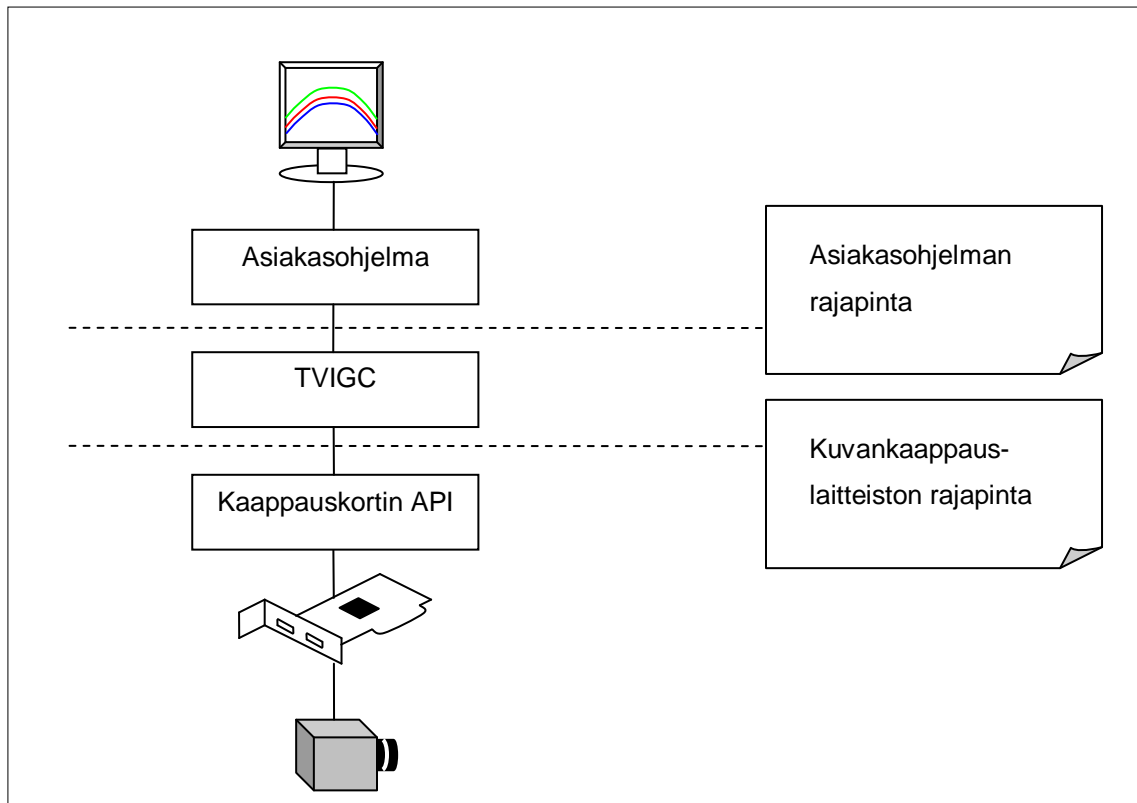 Asiakasohjelma
Asiakasohjelman
rajapinta
TVIGC
Kuvankaappaus-
laitteiston rajapinta
Kaappauskortin API